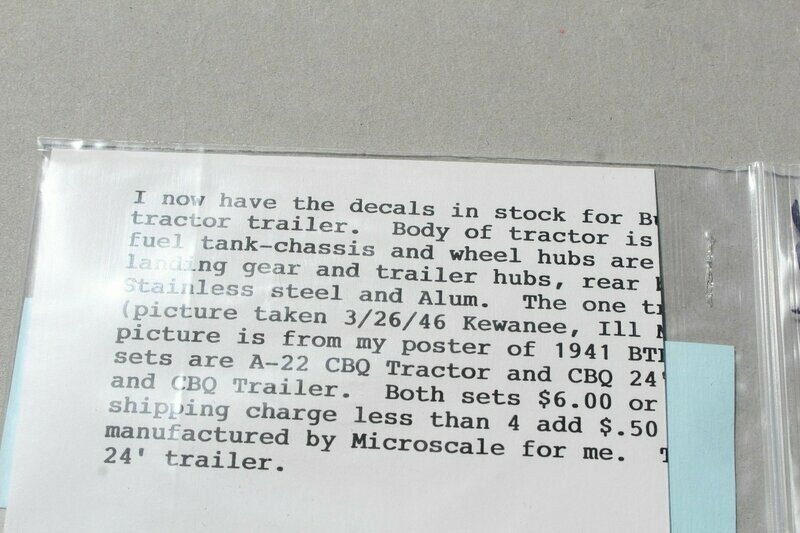 I now have the decals in stock for
tractor trailer. Body of tractor is
fuel tank-chassis and wheel hubs are
landing gear and trailer hubs, rear
Stainless steel and Alum. The one
(picture taken 3/26/46 Kewanee, Ill
picture is from my poster of 1941
sets are A-22 CBQ Tractor and CBQ 24'
and CBQ Trailer. Both sets $6.00 or
shipping charge less than 4 add $.50
manufactured by Microscale for me.
24' trailer.